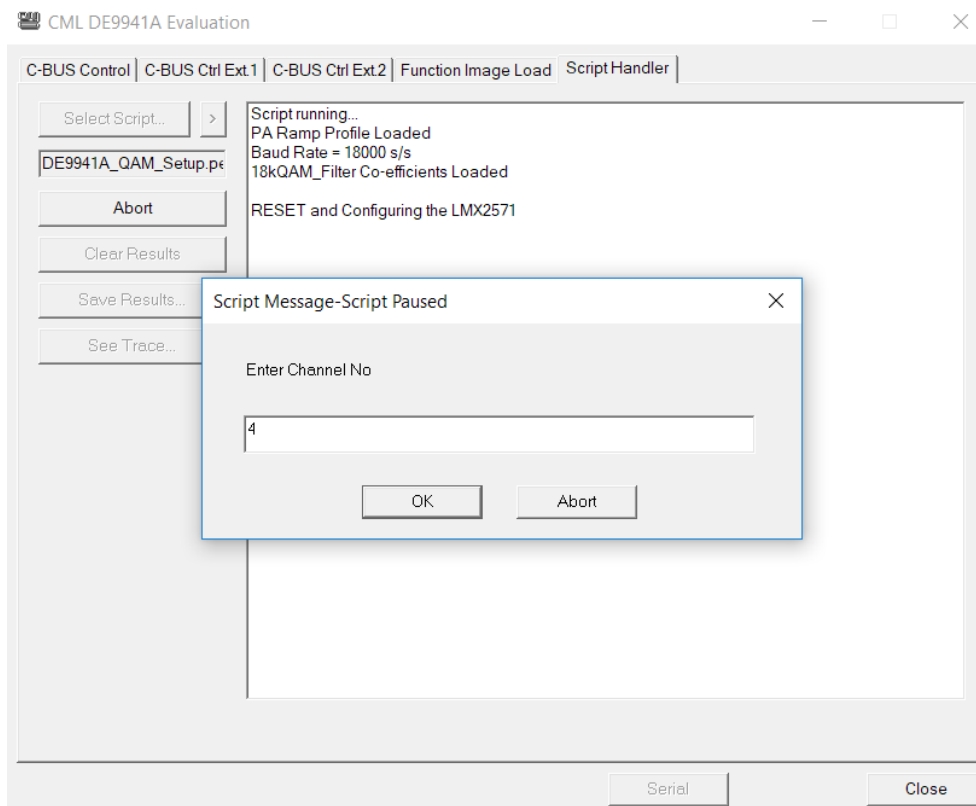 CML DE9941A Evaluation
C-BUS Control C-BUS Ctrl Ext.1 C-BUS Ctrl Ext.2 Function Image Load Script Handler
Select Script... >
DE9941A_QAM_Setup.pe
Abort
Clear Results
Save Results...
See Trace...
Script running...
PA Ramp Profile Loaded
Baud Rate = 18000 s/s
18kQAM_Filter Co-efficients Loaded
RESET and Configuring the LMX2571
Script Message-Script Paused
Enter Channel No
4
OK Abort
Serial Close